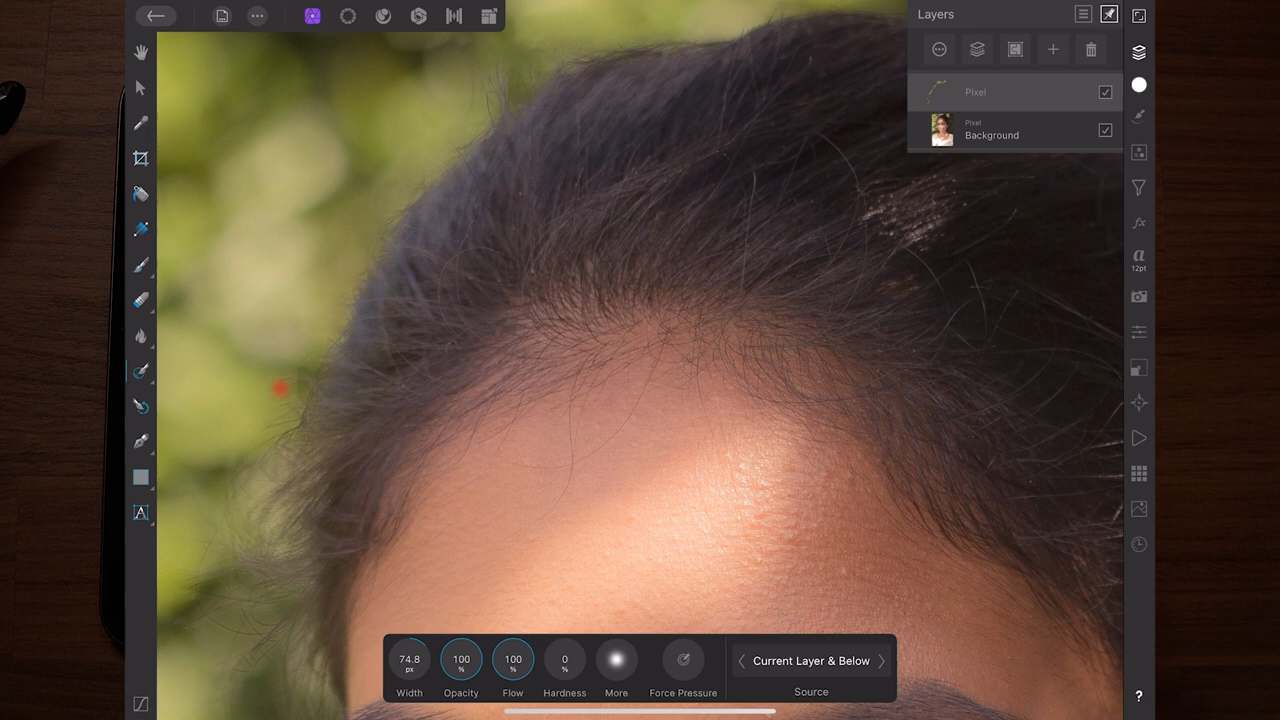 Layers
Pixel
Pixel
Background
12pt
A
74.8
px
100
%
100
%
0
%
Width
Opacity
Flow
Hardness
More
Force Pressure
Current Layer & Below
Source
?